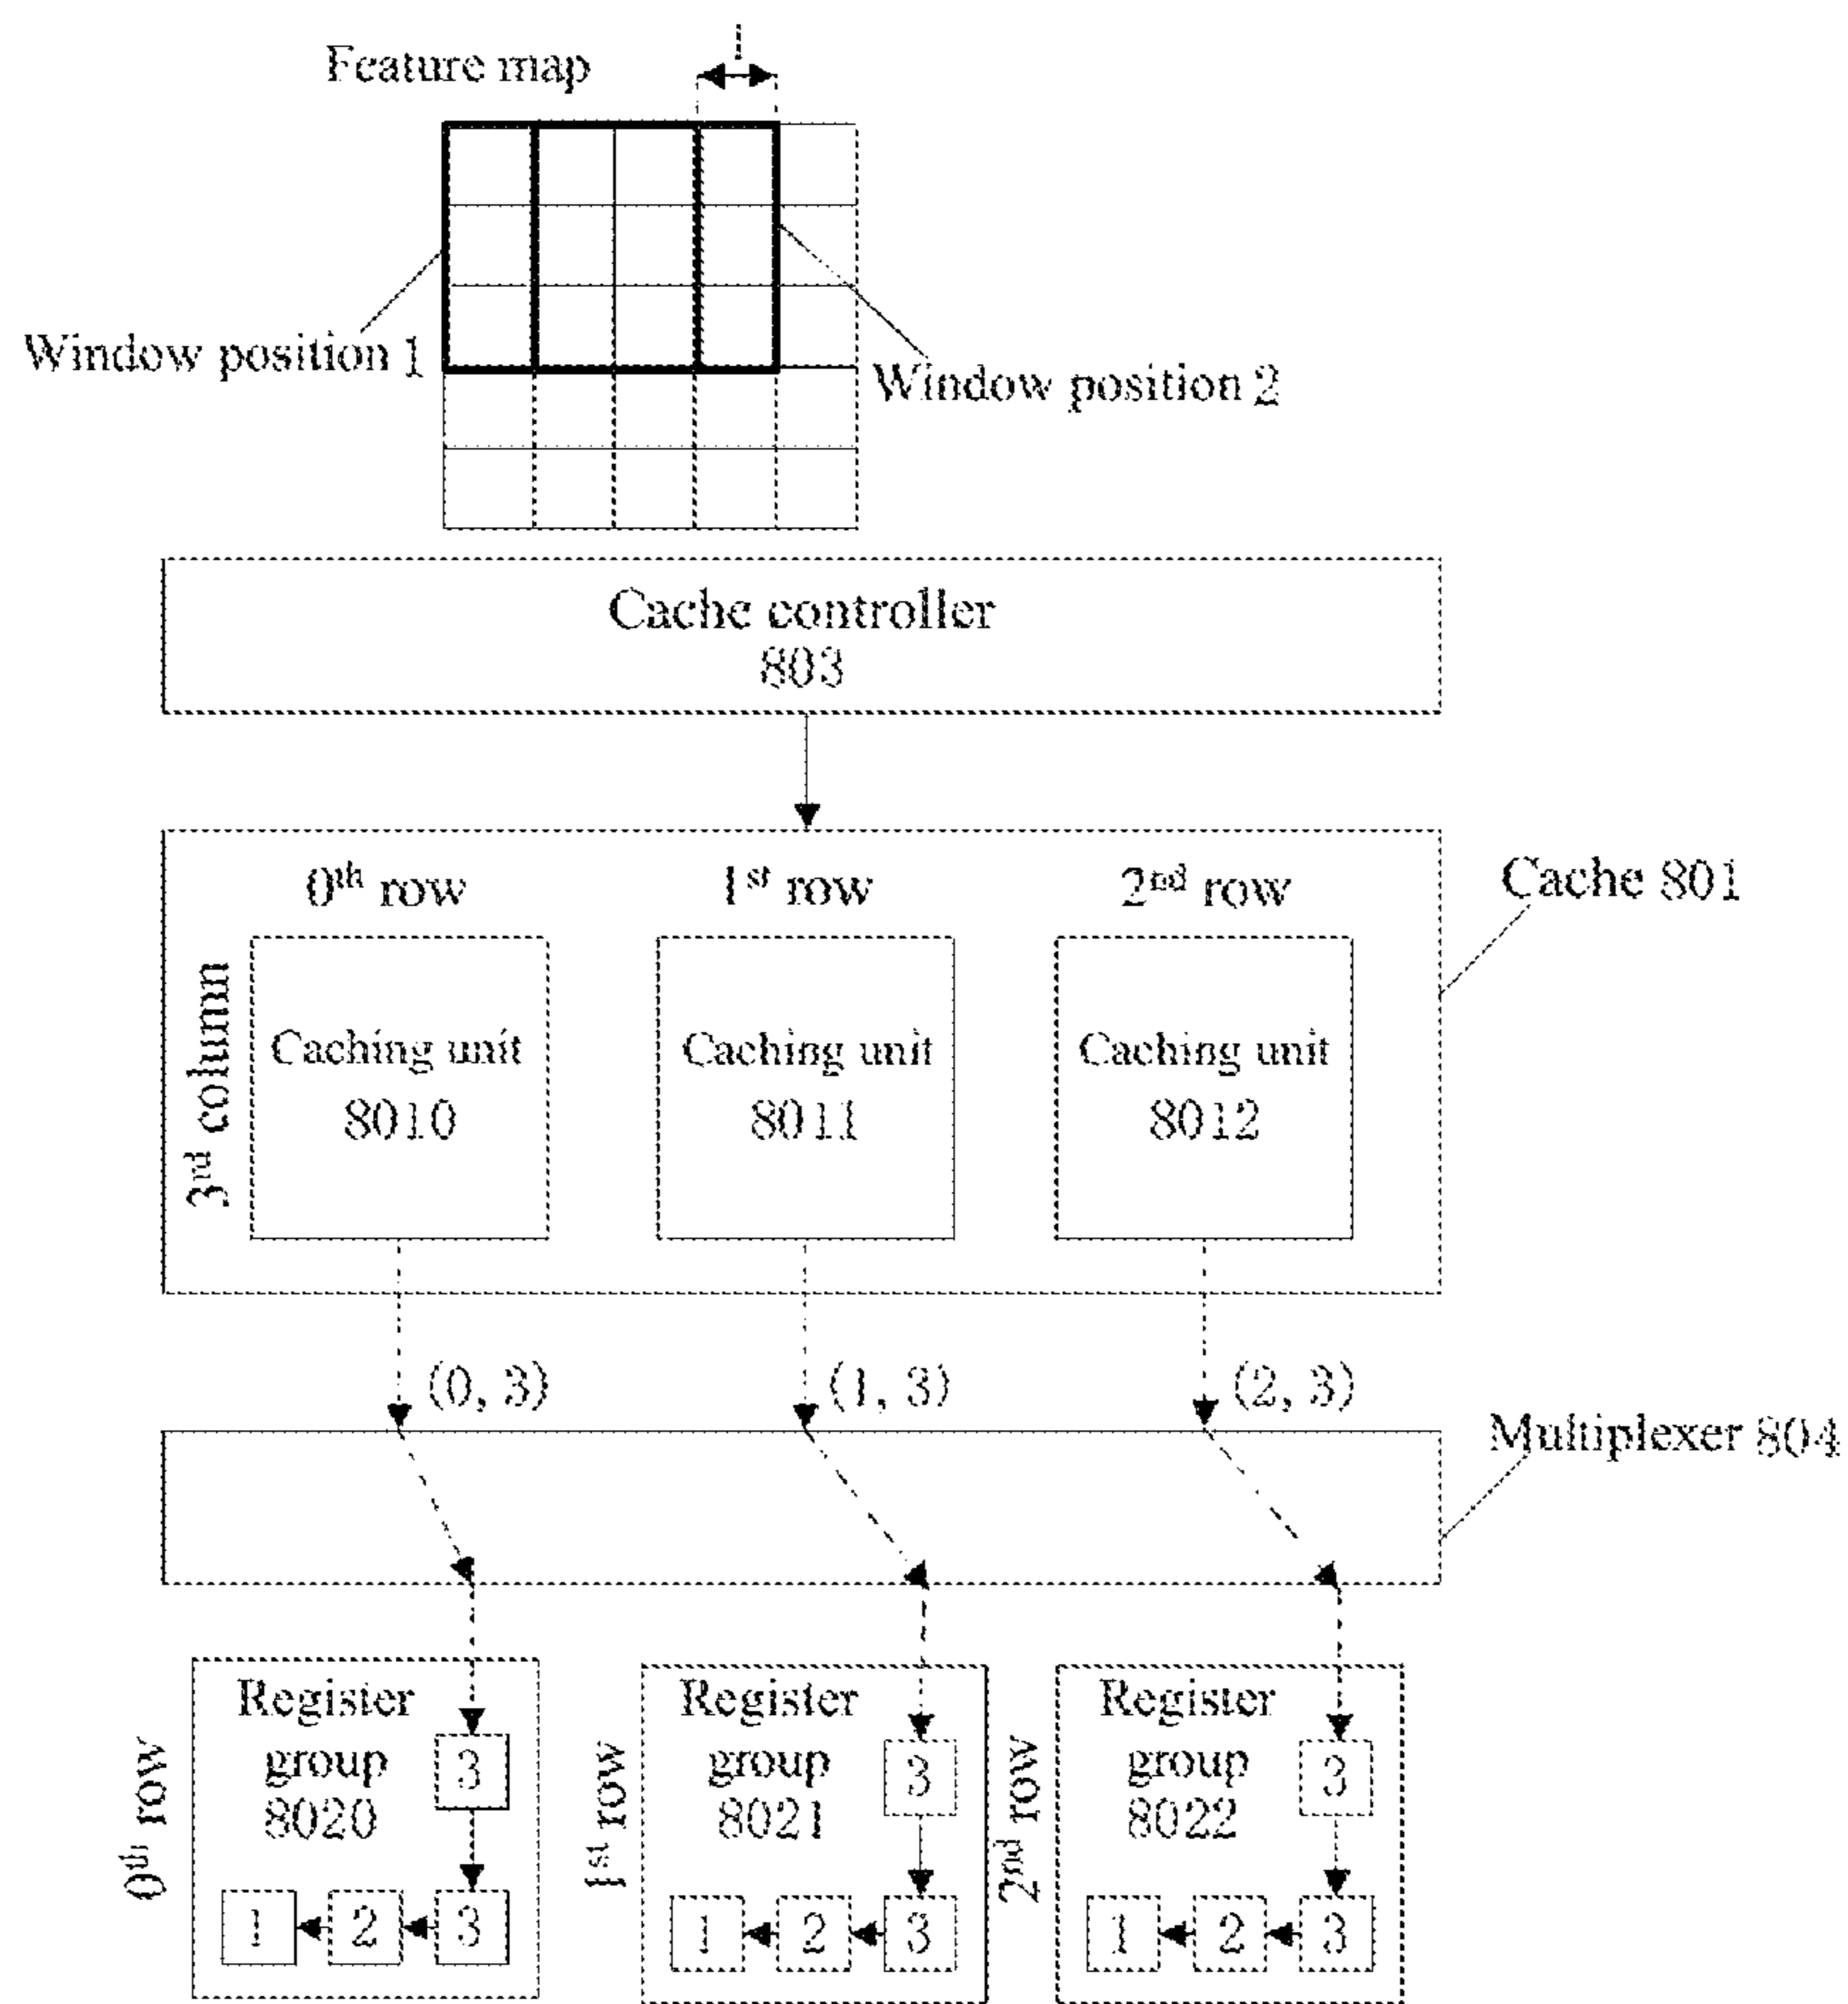 1
Feature map
Window position 1
Window position 2
Cache controller
803
0th row
1st row
2nd row
Cache 801
3rd column
Caching unit
8010
Caching unit
8011
Caching unit
8012
(0, 3)
(1, 3)
(2, 3)
Multiplexer 804
0th row
Register
group
8020
3
1
2
3
1st row
Register
group
8021
3
1
2
3
2nd row
Register
group
8022
3
1
2
3